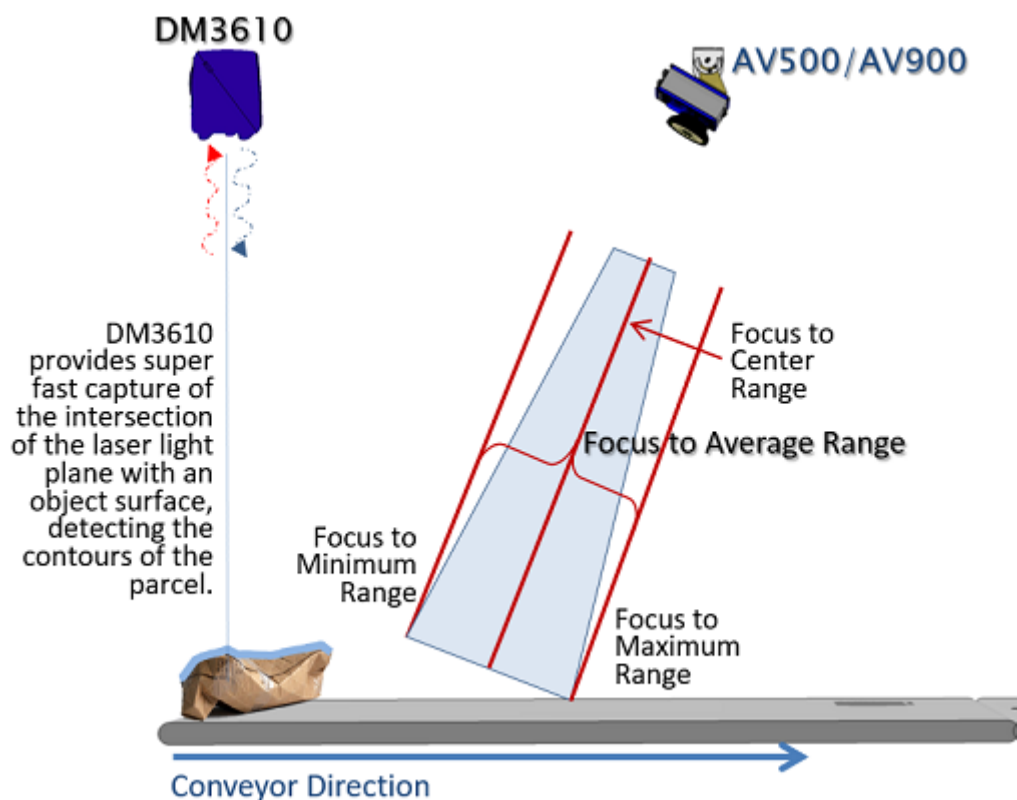 DM3610
AV500/AV900
DM3610
provides super
fast capture of
the intersection
of the laser light
plane with an
object surface,
detecting the
contours of the
parcel.
Focus to
Center
Range
Focus to Average Range
Focus to
Minimum
Range
Focus to
Maximum
Range
Conveyor Direction